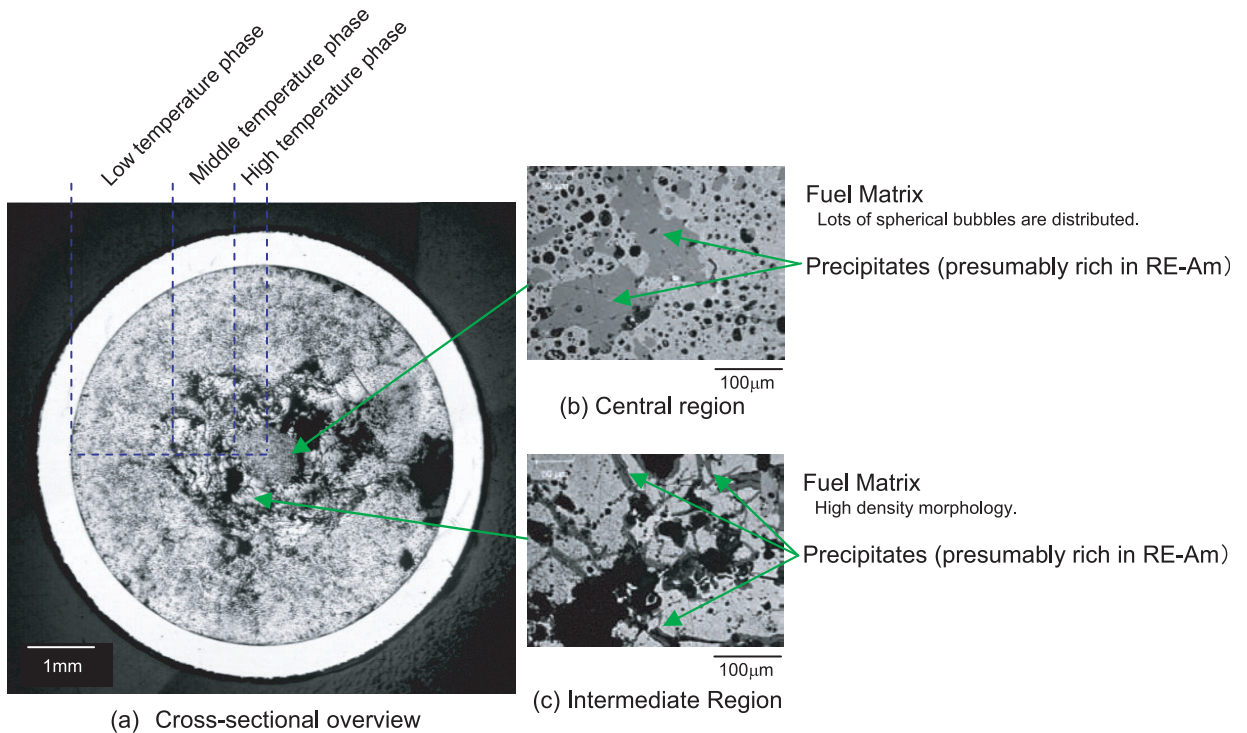 Low temperature phase
Middle temperature phase
High temperature phase
1mm
(a) Cross-sectional overview
100μm
(b) Central region
Fuel Matrix
Lots of spherical bubbles are distributed.
Precipitates (presumably rich in RE-Am)
100μm
(c) Intermediate Region
Fuel Matrix
High density morphology.
Precipitates (presumably rich in RE-Am)